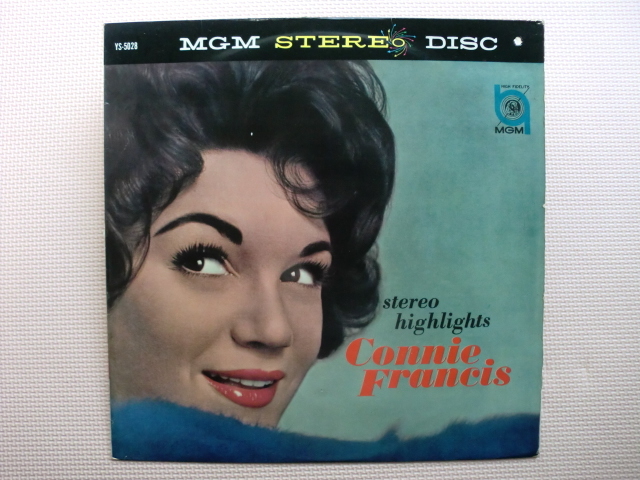 YS-5028 MGM STEREO DISC
HIGH FIDELITY
MGM
stereo
highlights
Connie
Francis